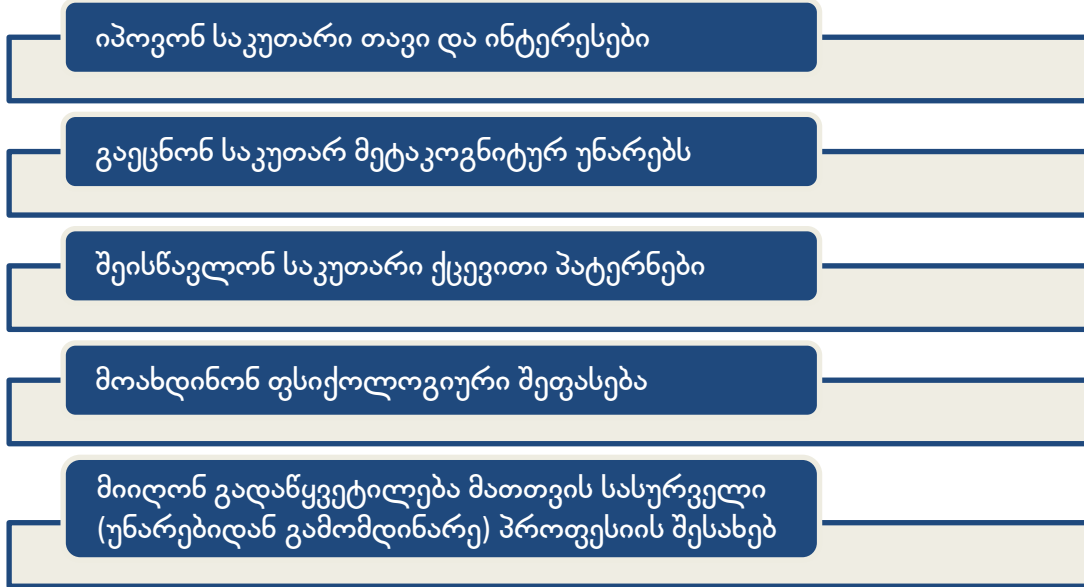 იპოვონ საკუთარი თავი და ინტერესები
გაეცნონ საკუთარ მეტაკოგნიტურ უნარებს
შეისწავლონ საკუთარი ქცევითი პატერნები
მოახდინონ ფსიქოლოგიური შეფასება
მიიღონ გადაწყვეტილება მათთვის სასურველი
(უნარებიდან გამომდინარე) პროფესიის შესახებ